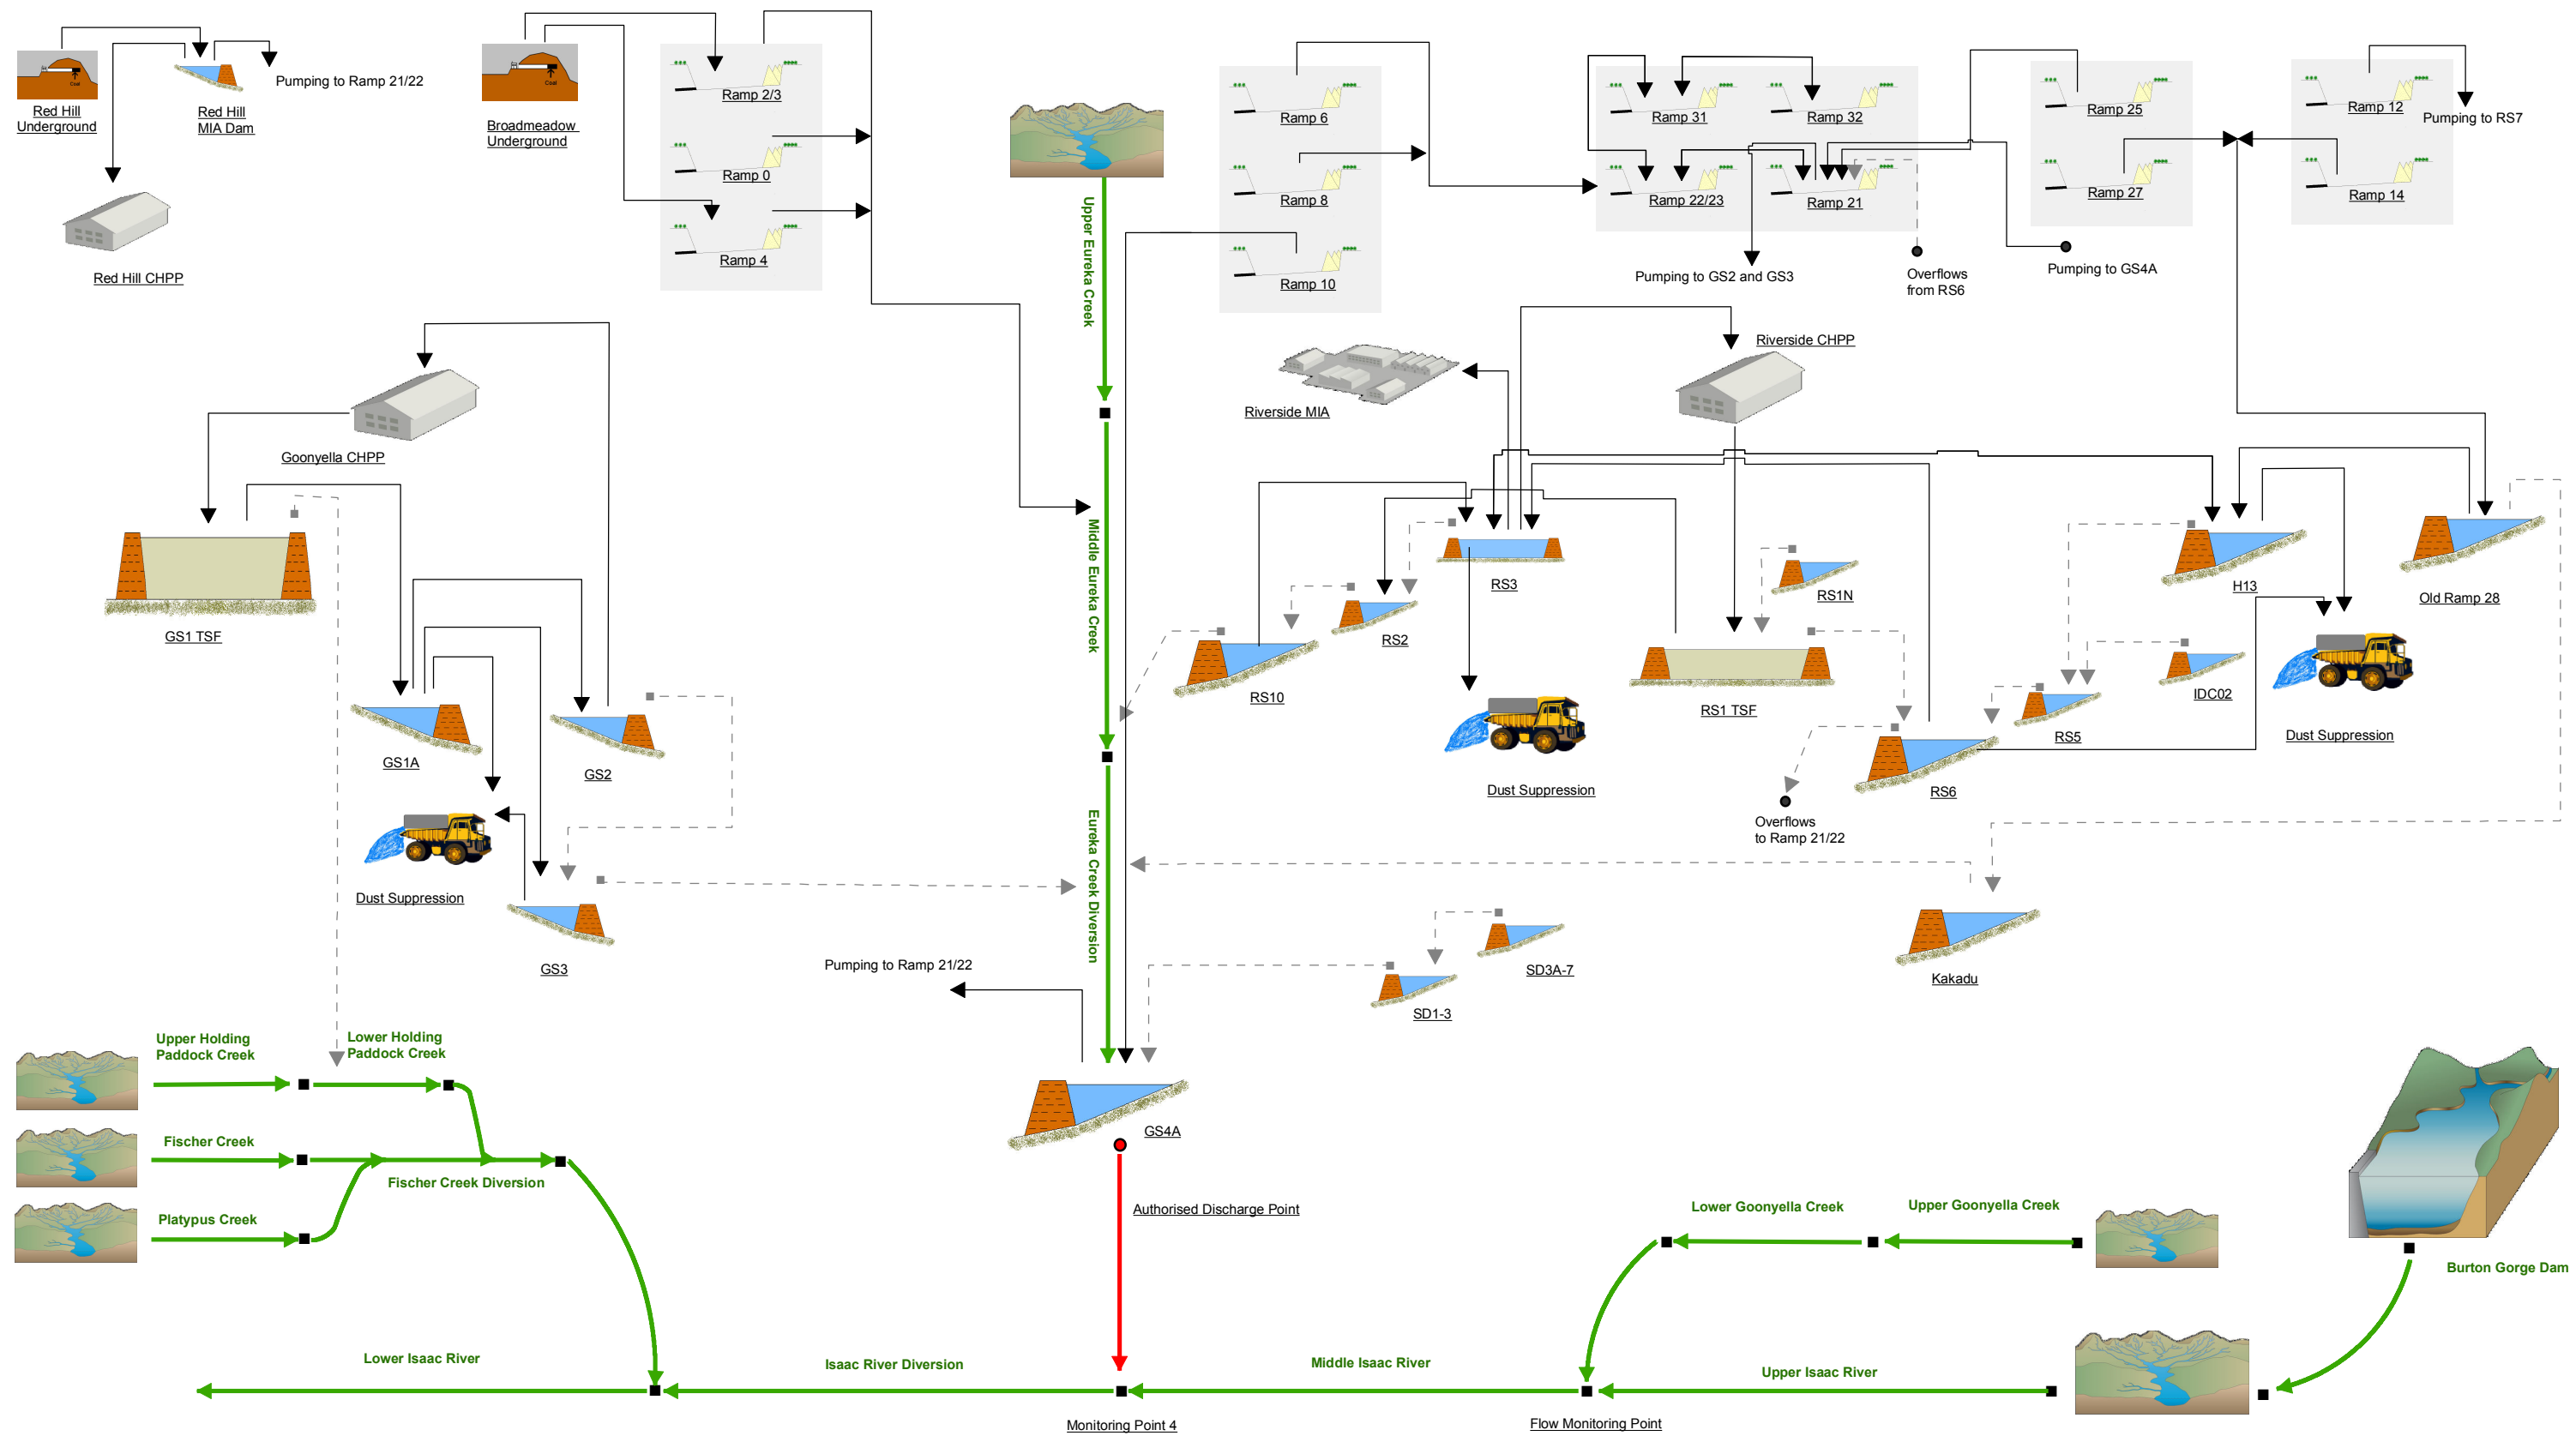 Red Hill
Underground
Red Hill
MIA Dam
Pumping to Ramp 21/22
Red Hill CHPP
Coal
Coal
Broadmeadow
Underground
Ramp 2/3
Ramp 0
Ramp 4
Upper Eureka Creek
Ramp 6
Ramp 8
Ramp 10
Ramp 31
Ramp 32
Ramp 22/23
Ramp 21
Pumping to GS2 and GS3
Overflows
from RS6
Ramp 25
Ramp 27
Pumping to GS4A
Ramp 12
Pumping to RS7
Ramp 14
Riverside CHPP
Riverside MIA
Goonyella CHPP
GS1 TSF
GS1A
GS2
Dust Suppression
GS3
Middle Eureka Creek
Eureka Creek Diversion
RS3
RS2
RS10
RS1N
RS1 TSF
Dust Suppression
H13
Old Ramp 28
IDC02
RS5
RS6
Dust Suppression
Overflows
to Ramp 21/22
Kakadu
SD3A-7
SD1-3
Pumping to Ramp 21/22
GS4A
Upper Holding
Paddock Creek
Lower Holding
Paddock Creek
Fischer Creek
Fischer Creek Diversion
Platypus Creek
Authorised Discharge Point
Lower Goonyella Creek
Upper Goonyella Creek
Burton Gorge Dam
Lower Isaac River
Isaac River Diversion
Middle Isaac River
Upper Isaac River
Monitoring Point 4
Flow Monitoring Point